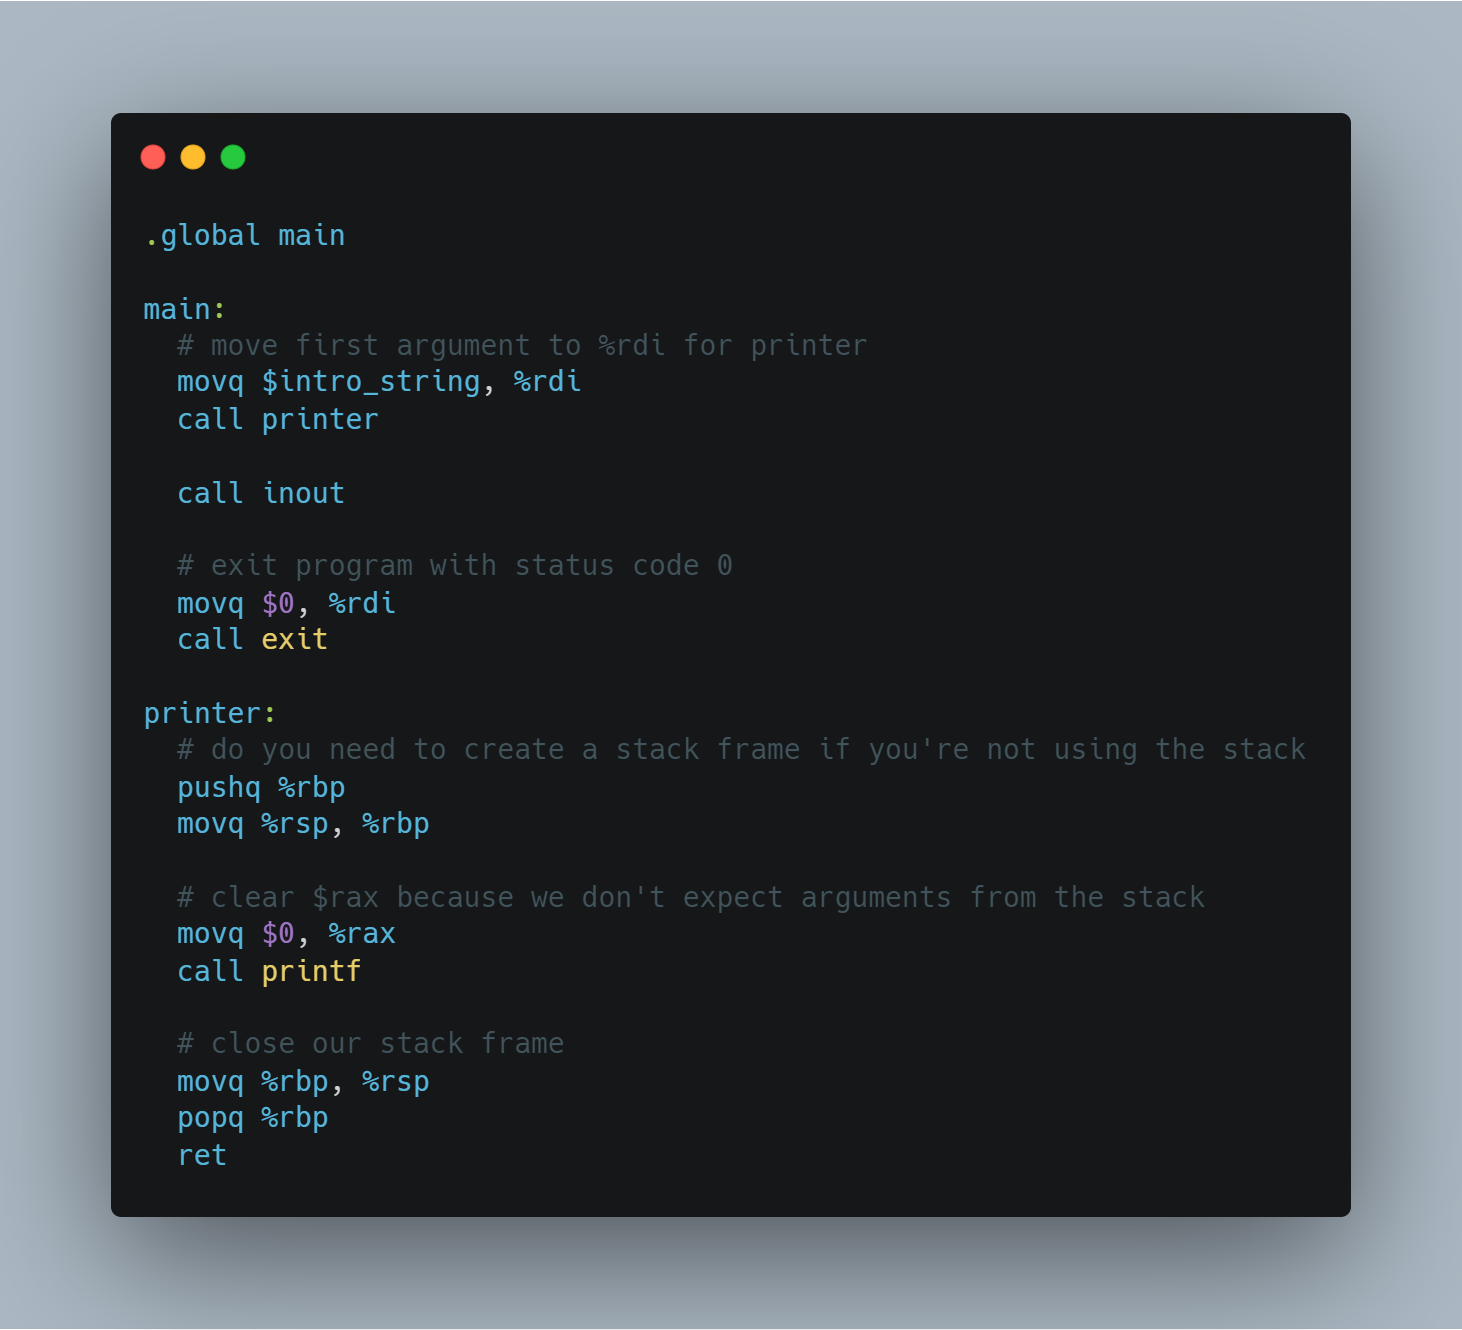 .global main
main:
# move first argument to %rdi for printer
movq $intro_string, %rdi
call printer
call inout
# exit program with status code 0
movq $0, %rdi
call exit
printer:
# do you need to create a stack frame if you're not using the stack
pushq %rbp
movq %rsp, %rbp
# clear $rax because we don't expect arguments from the stack
movq $0, %rax
call printf
# close our stack frame
movq %rbp, %rsp
popq %rbp
ret